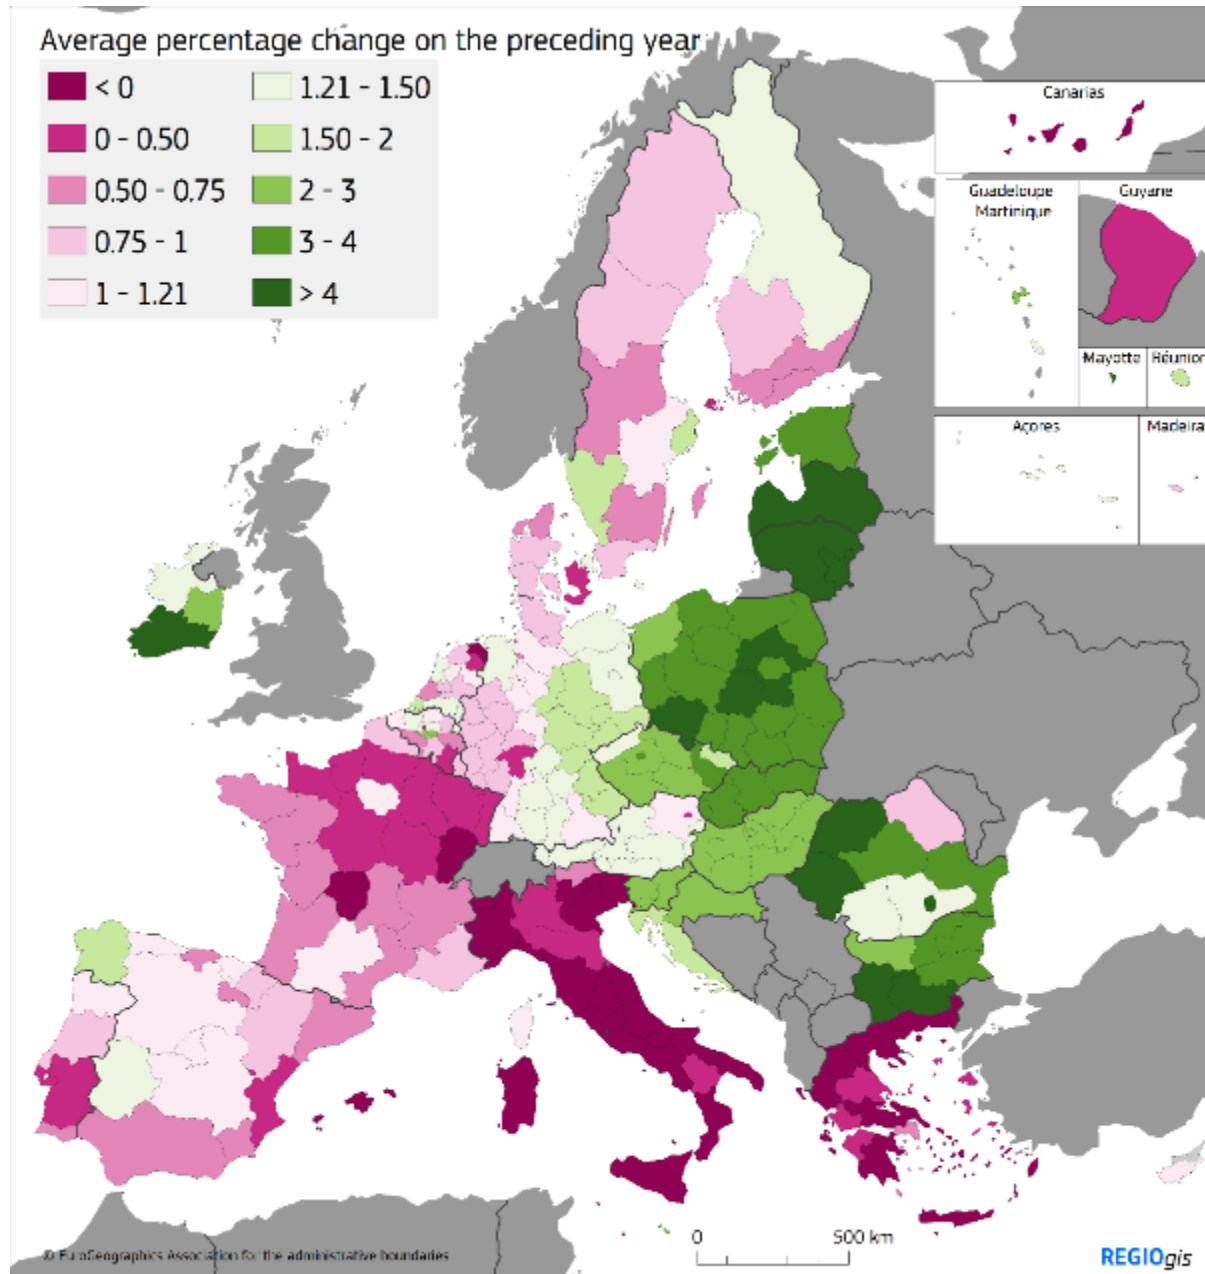 Average percentage change on the preceding year
< 0
0 - 0.50
0.50 - 0.75
0.75 - 1
1 - 1.21
1.21 - 1.50
1.50 - 2
2 - 3
3 - 4
> 4
Canarias
Guadeloupe
Martinique
Guyane
Mayotte
Réunion
Açores
Madeira
0
500 km
© EuroGeographics Association for the administrative boundaries
REGIOgis